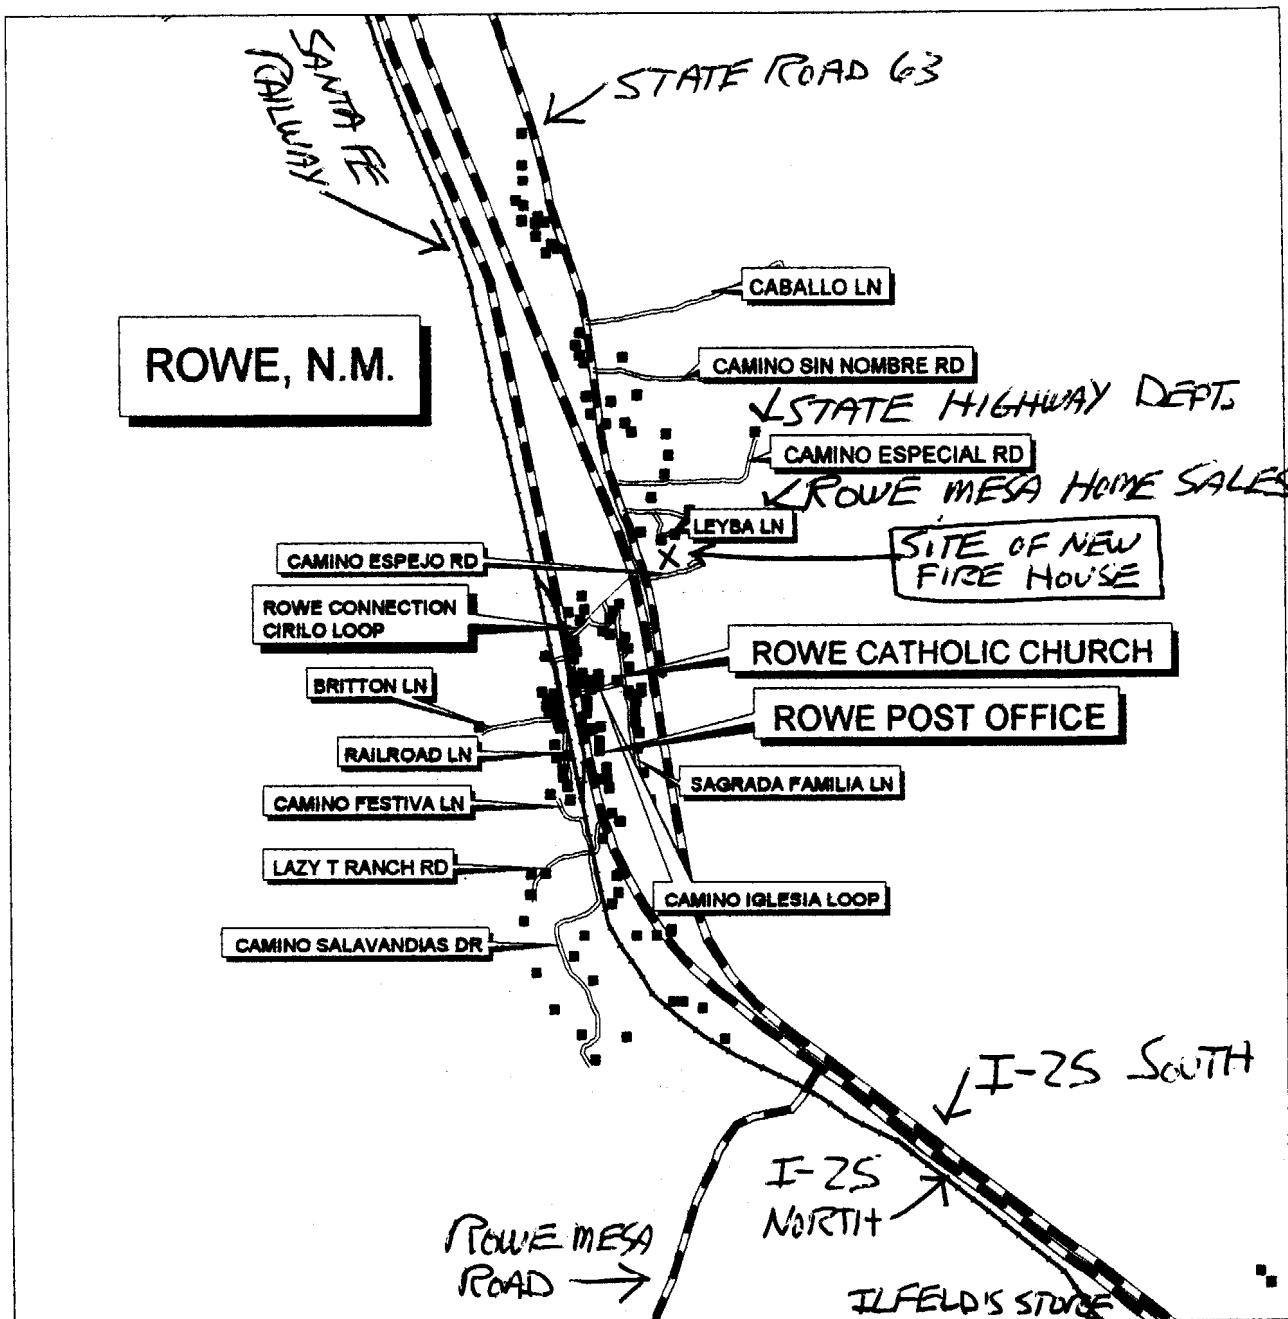 SANTA FE
RAILWAY
STATE ROAD 63
CABALLO LN
ROWE, N.M.
CAMINO SIN NOMBRE RD
STATE HIGHWAY DEPT.
CAMINO ESPECIAL RD
ROWE MESA HOME SALES
LEYBA LN
SITE OF NEW
FIRE HOUSE
X
CAMINO ESPEJO RD
ROWE CONNECTION
CIRILO LOOP
ROWE CATHOLIC CHURCH
BRITTON LN
ROWE POST OFFICE
RAILROAD LN
SAGRADA FAMILIA LN
CAMINO FESTIVA LN
LAZY T RANCH RD
CAMINO IGLESIA LOOP
CAMINO SALAVANDIAS DR
I-25 SOUTH
I-25
NORTH
ROWE MESA
ROAD
ILFELD'S STORE